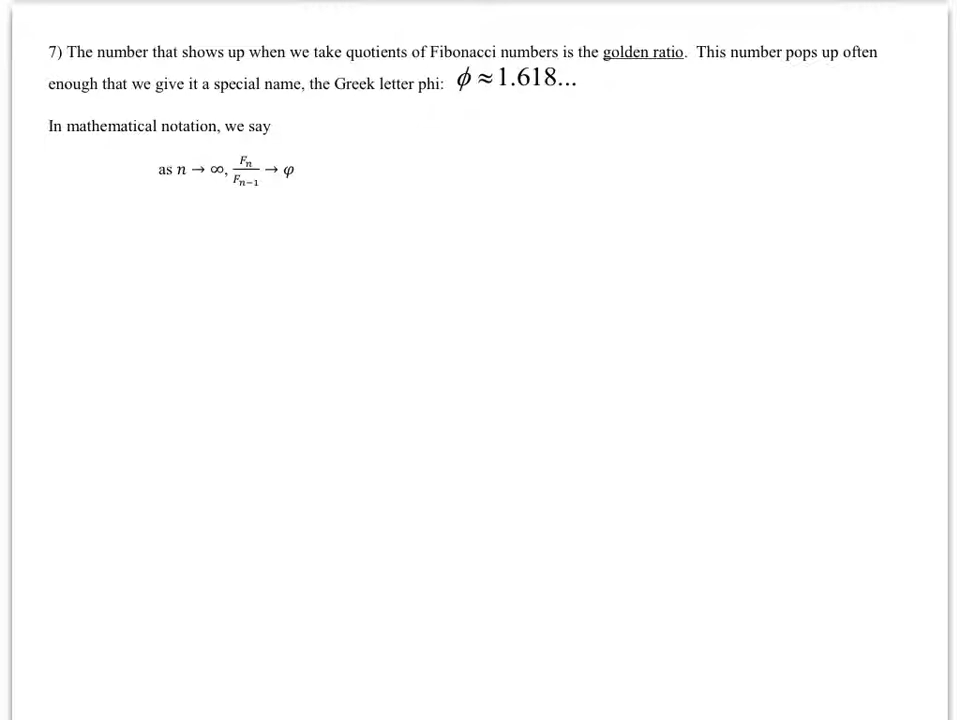 7) The number that shows up when we take quotients of Fibonacci numbers is the golden ratio. This number pops up often
enough that we give it a special name, the Greek letter phi: ϕ ≈ 1.618...
In mathematical notation, we say
as n → ∞, Fₙ/Fₙ₋₁ → φ